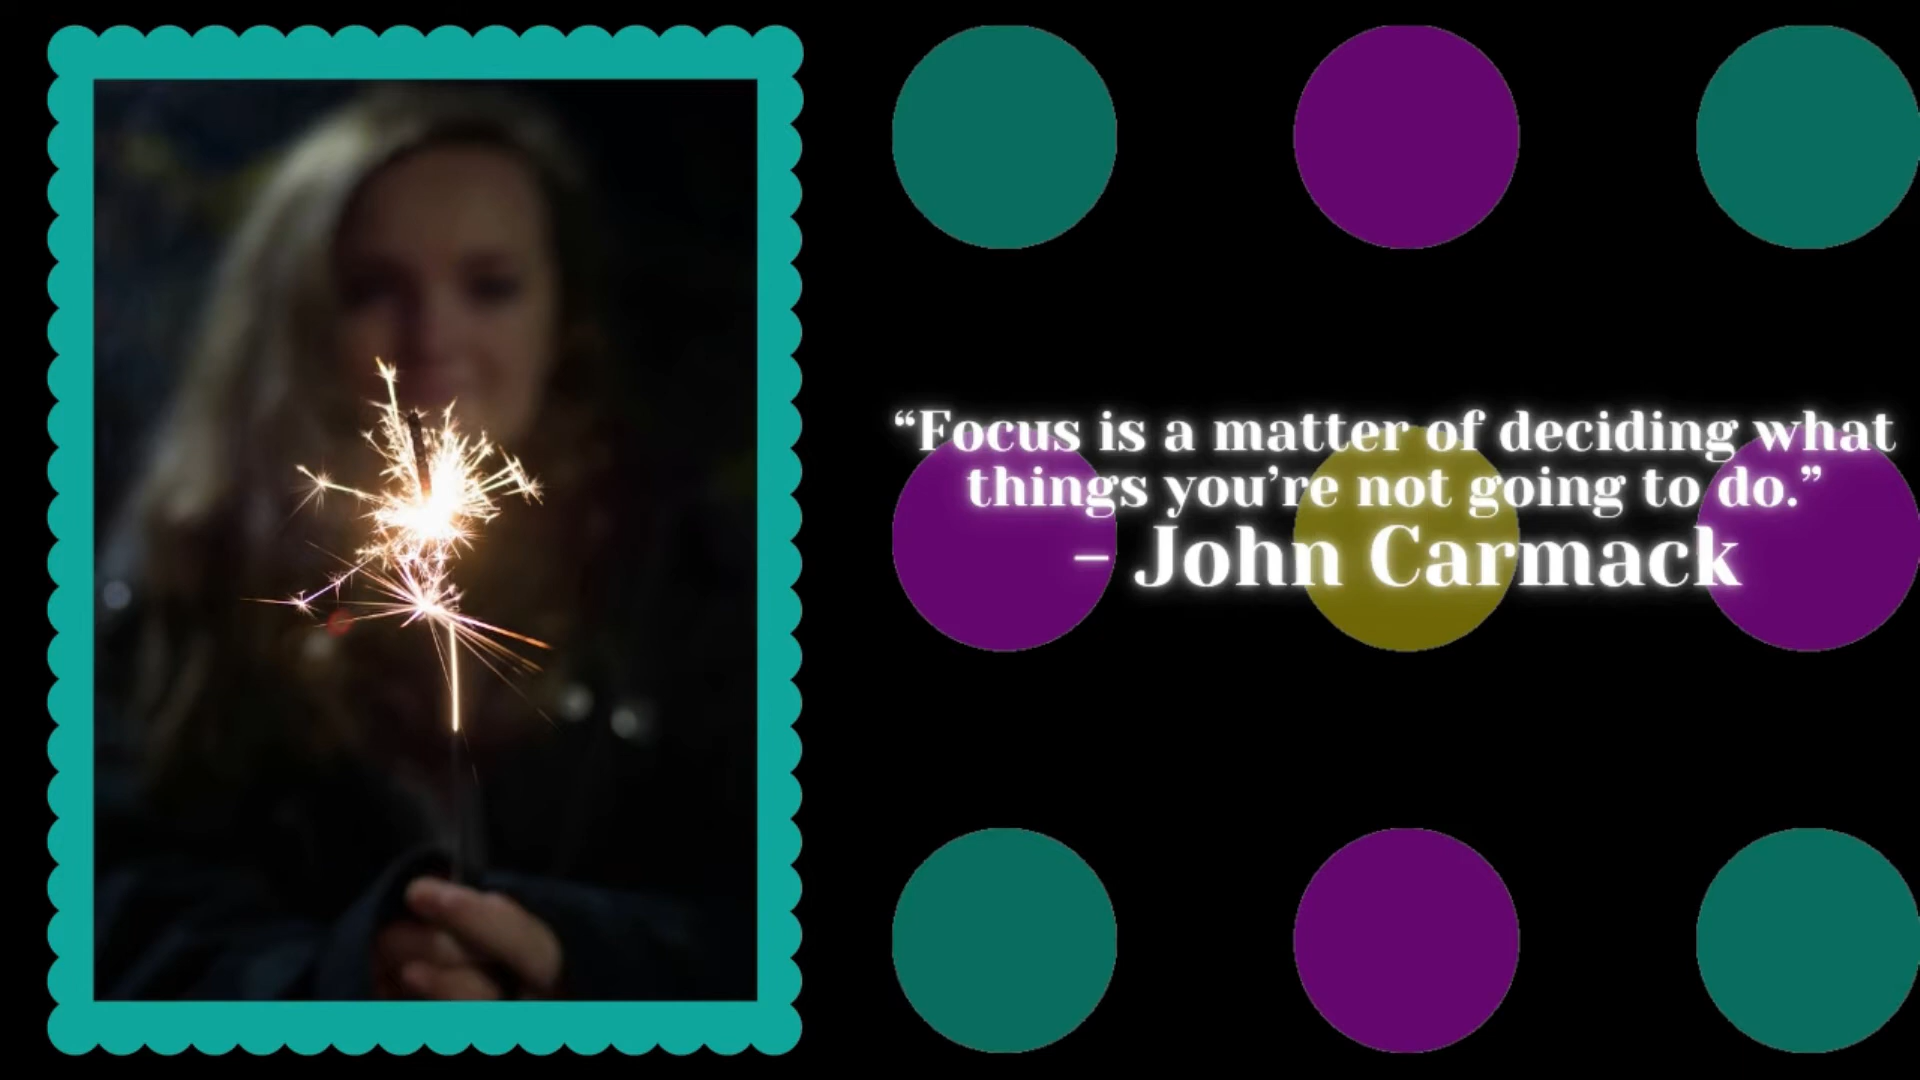 “Focus is a matter of deciding what
things you’re not going to do.”
– John Carmack